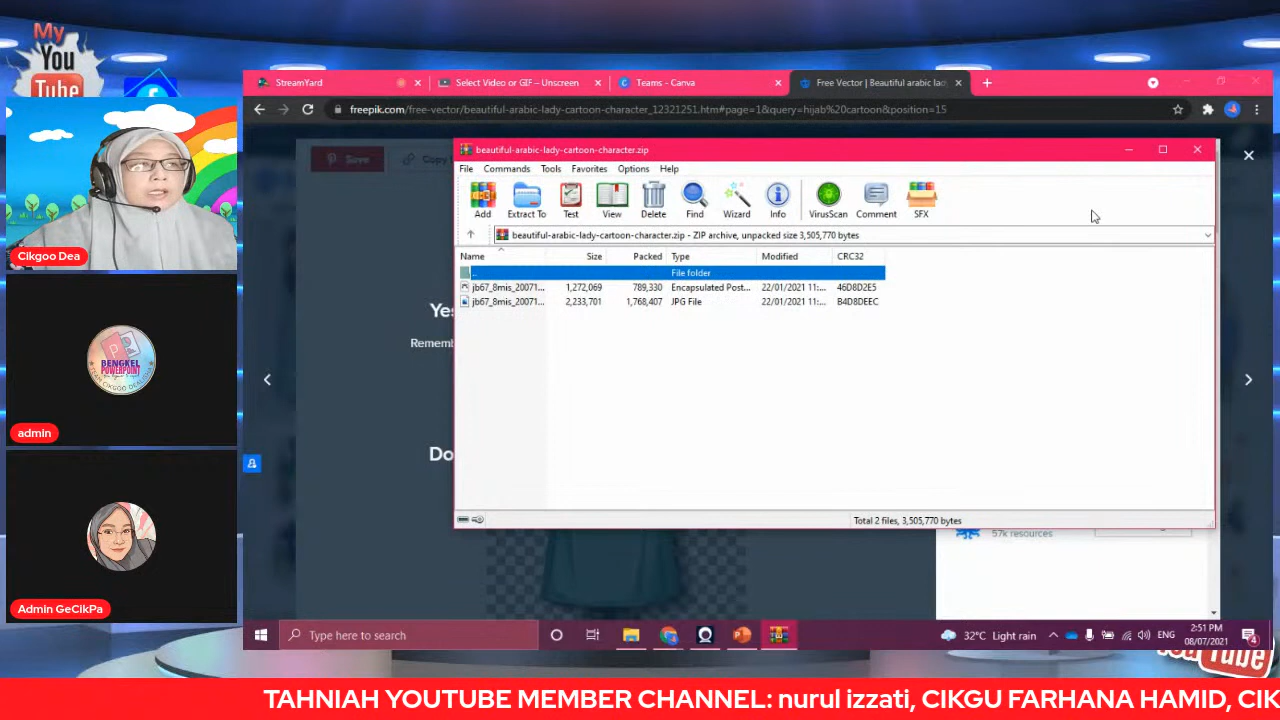 My
You
Tube
StreamYard
Select Video or GIF – Unscreen
Teams - Canva
Free Vector | Beautiful arabic lad
freepik.com/free-vector/beautiful-arabic-lady-cartoon-character_12321251.htm#page=1&query=hijab%20cartoon&position=15
Save
Copy
beautiful-arabic-lady-cartoon-character.zip
File Commands Tools Favorites Options Help
Add Extract To Test View Delete Find Wizard Info VirusScan Comment SFX
beautiful-arabic-lady-cartoon-character.zip - ZIP archive, unpacked size 3,505,770 bytes
Name Size Packed Type Modified CRC32
.. File folder
jb67_8mis_20071... 1,272,069 789,330 Encapsulated Post... 22/01/2021 11:... 46D8D2E5
jb67_8mis_20071... 2,233,701 1,768,407 JPG File 22/01/2021 11:... B4D8DEEC
Total 2 files, 3,505,770 bytes
Yes
Rememb
Do
57k resources
Cikgoo Dea
BENGKEL
POWERPOINT
admin
Admin GeCikPa
Type here to search
32°C Light rain
ENG
2:51 PM
08/07/2021
4
YouTube
TAHNIAH YOUTUBE MEMBER CHANNEL: nurul izzati, CIKGU FARHANA HAMID, CIK